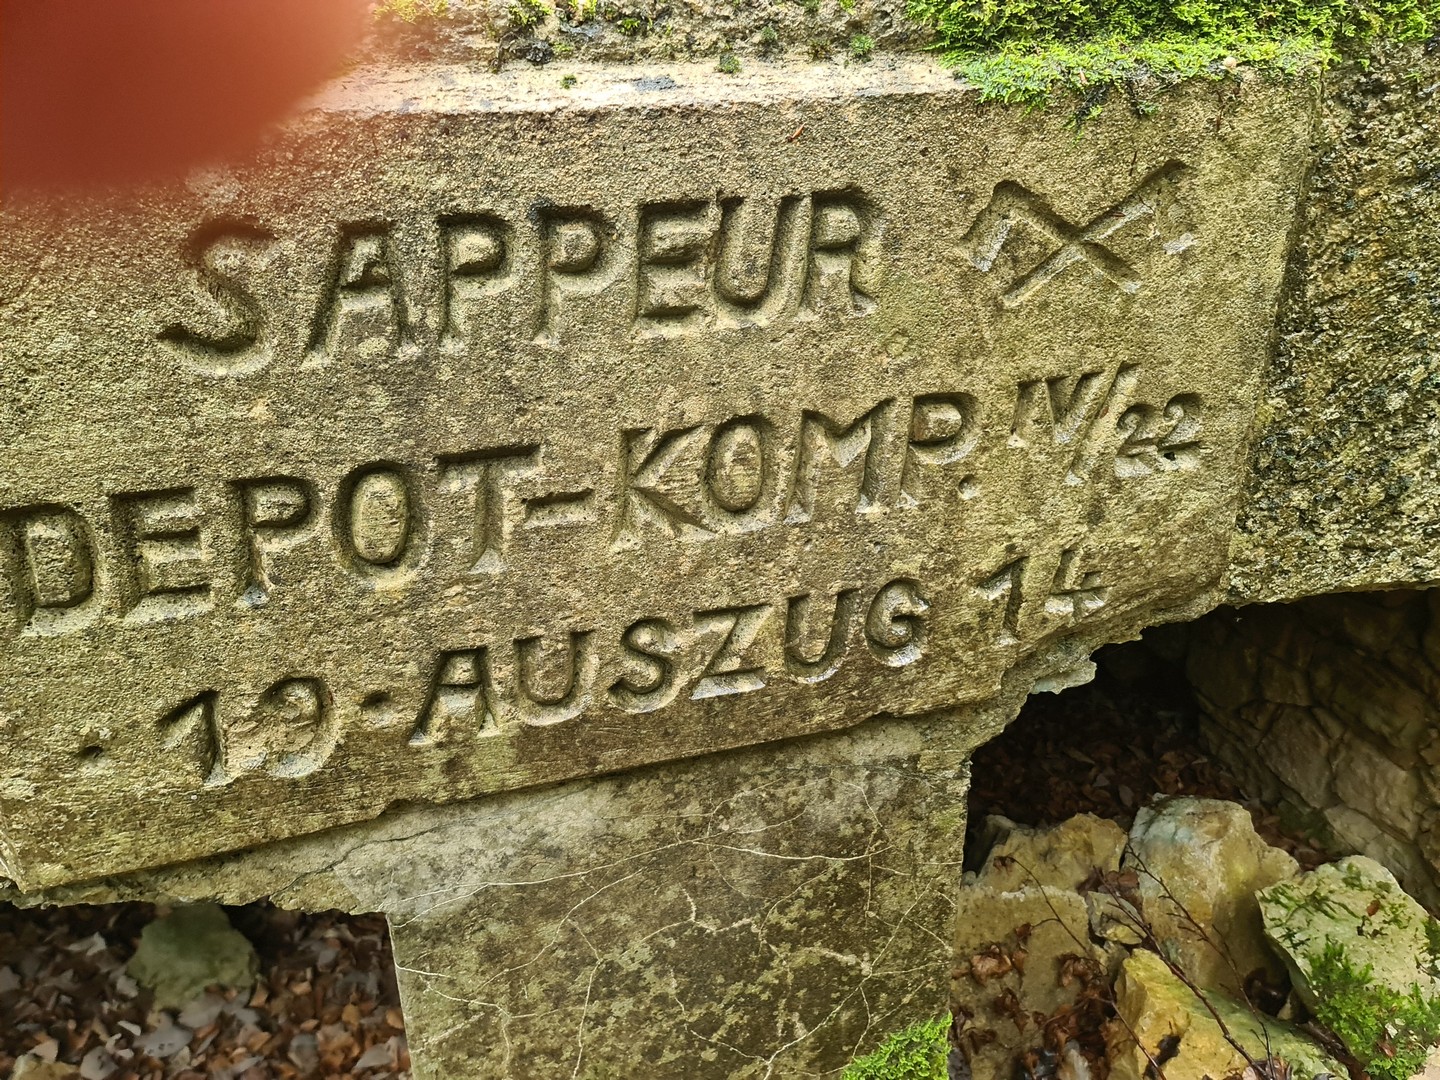 SAPPEUR
DEPOT-KOMP. IV/22
·19·AUSZUG 14